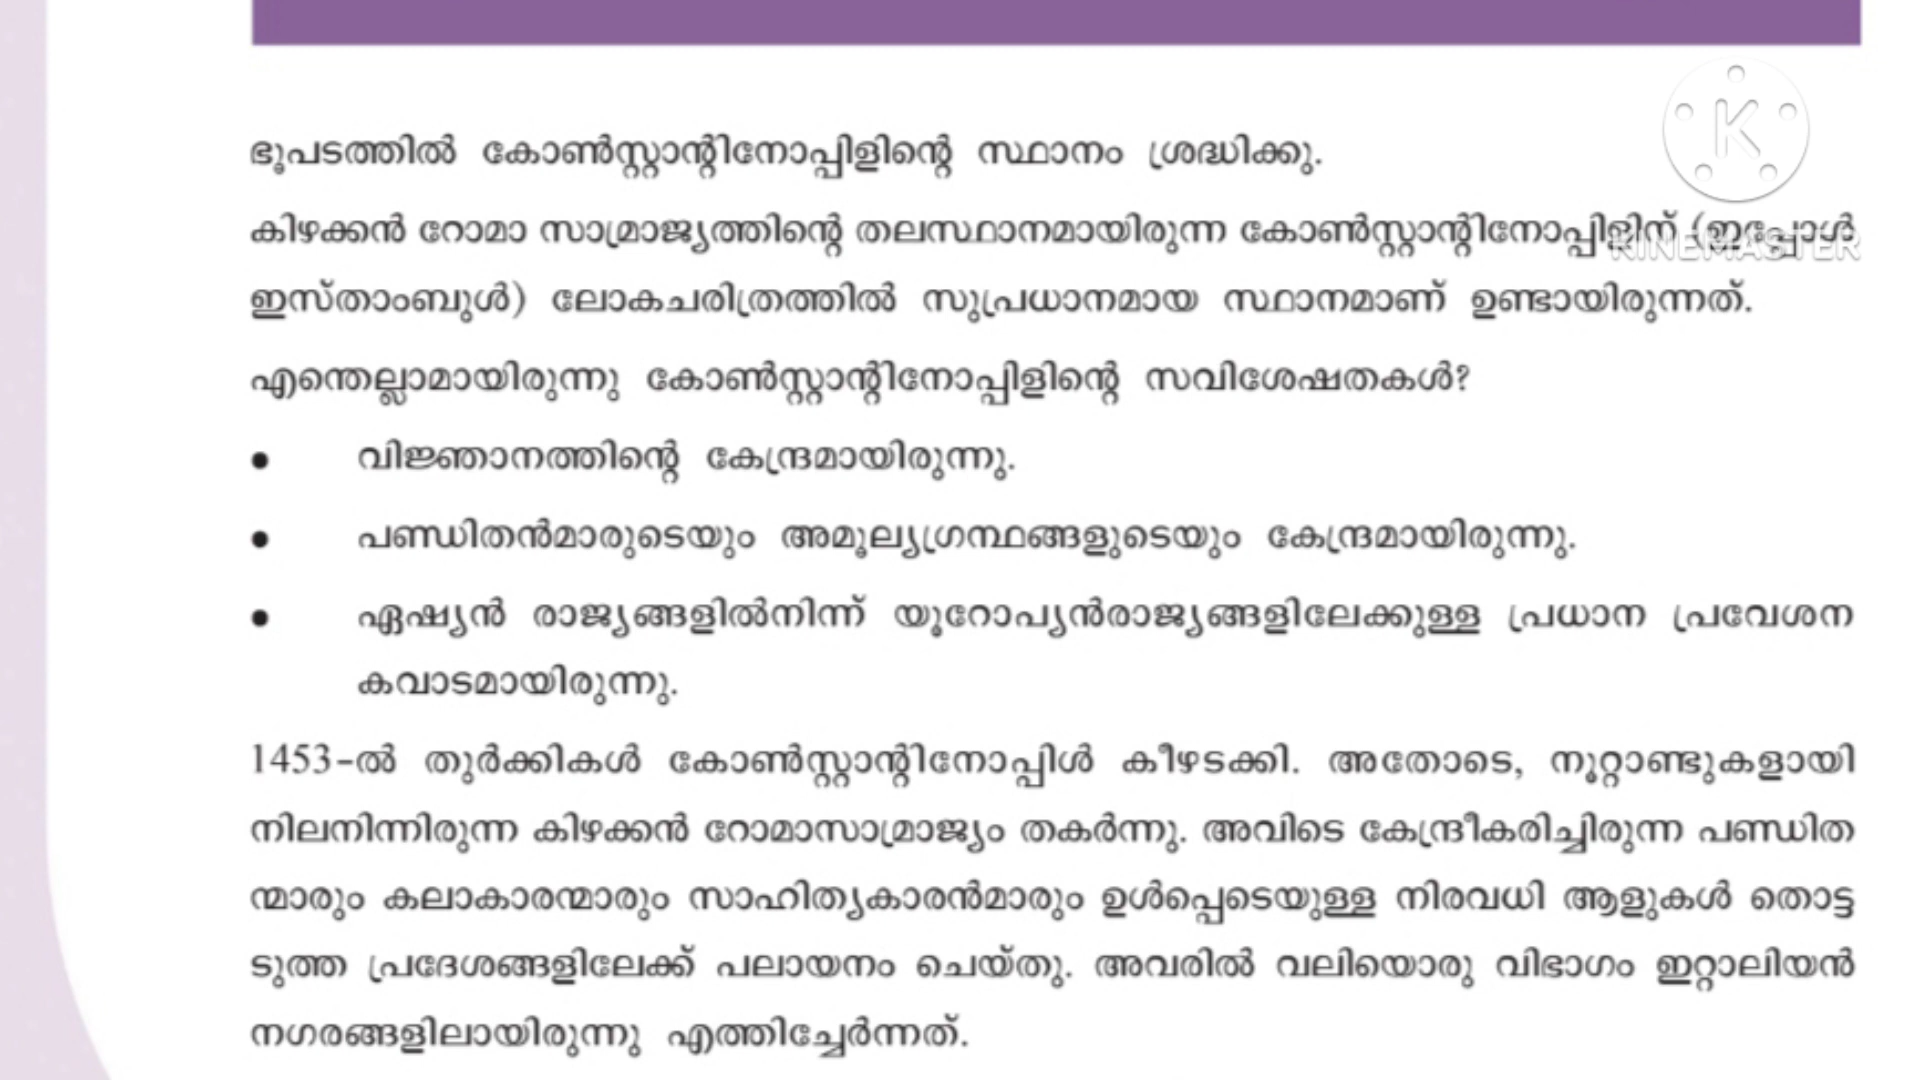 ഭൂപടത്തിൽ കോൺസ്റ്റാന്റിനോപ്പിളിന്റെ സ്ഥാനം ശ്രദ്ധിക്കു.
കിഴക്കൻ റോമാ സാമ്രാജ്യത്തിന്റെ തലസ്ഥാനമായിരുന്ന കോൺസ്റ്റാന്റിനോപ്പിളിന് (ഇപ്പോൾ
KINEMASTER
ഇസ്താംബുൾ) ലോകചരിത്രത്തിൽ സുപ്രധാനമായ സ്ഥാനമാണ് ഉണ്ടായിരുന്നത്.
എന്തെല്ലാമായിരുന്നു കോൺസ്റ്റാന്റിനോപ്പിളിന്റെ സവിശേഷതകൾ?
• വിജ്ഞാനത്തിന്റെ കേന്ദ്രമായിരുന്നു.
• പണ്ഡിതൻമാരുടെയും അമൂല്യഗ്രന്ഥങ്ങളുടെയും കേന്ദ്രമായിരുന്നു.
• ഏഷ്യൻ രാജ്യങ്ങളിൽനിന്ന് യൂറോപ്യൻരാജ്യങ്ങളിലേക്കുള്ള പ്രധാന പ്രവേശന
കവാടമായിരുന്നു.
1453-ൽ തുർക്കികൾ കോൺസ്റ്റാന്റിനോപ്പിൾ കീഴടക്കി. അതോടെ, നൂറ്റാണ്ടുകളായി
നിലനിന്നിരുന്ന കിഴക്കൻ റോമാസാമ്രാജ്യം തകർന്നു. അവിടെ കേന്ദ്രീകരിച്ചിരുന്ന പണ്ഡിത
ന്മാരും കലാകാരന്മാരും സാഹിത്യകാരൻമാരും ഉൾപ്പെടെയുള്ള നിരവധി ആളുകൾ തൊട്ട
ടുത്ത പ്രദേശങ്ങളിലേക്ക് പലായനം ചെയ്തു. അവരിൽ വലിയൊരു വിഭാഗം ഇറ്റാലിയൻ
നഗരങ്ങളിലായിരുന്നു എത്തിച്ചേർന്നത്.